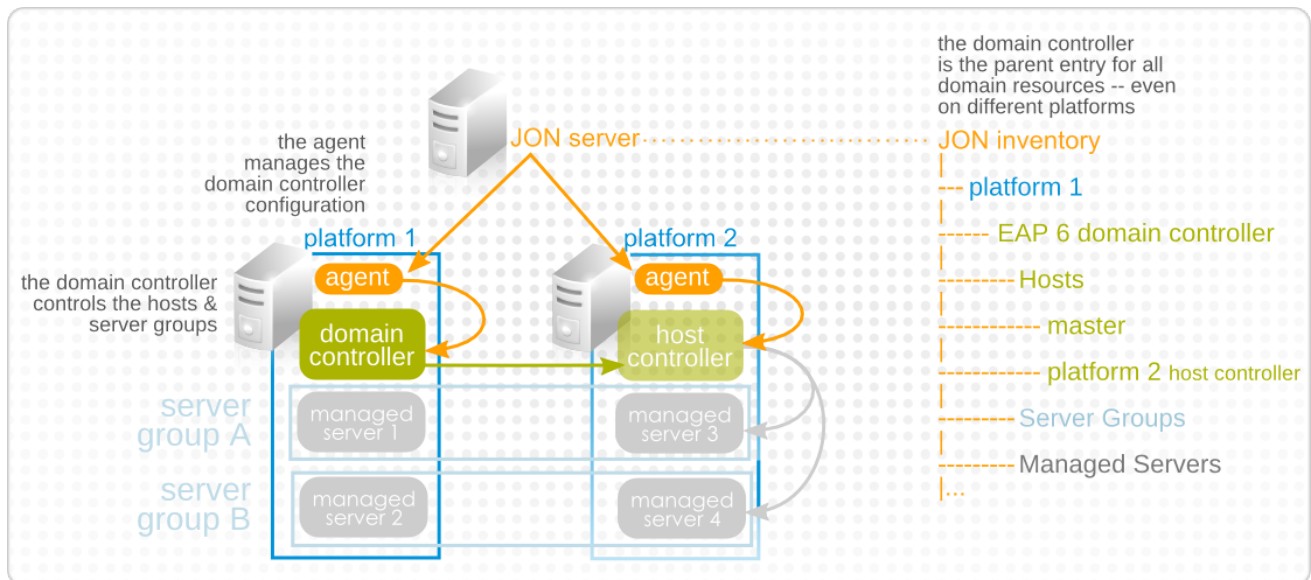 the domain controller
is the parent entry for all
domain resources -- even
on different platforms
JON server
JON inventory
the agent
manages the
domain controller
configuration
platform 1
EAP 6 domain controller
Hosts
master
platform 2 host controller
Server Groups
Managed Servers
...
platform 1
platform 2
agent
agent
the domain controller
controls the hosts &
server groups
domain
controller
host
controller
server
group A
managed
server 1
managed
server 3
server
group B
managed
server 2
managed
server 4